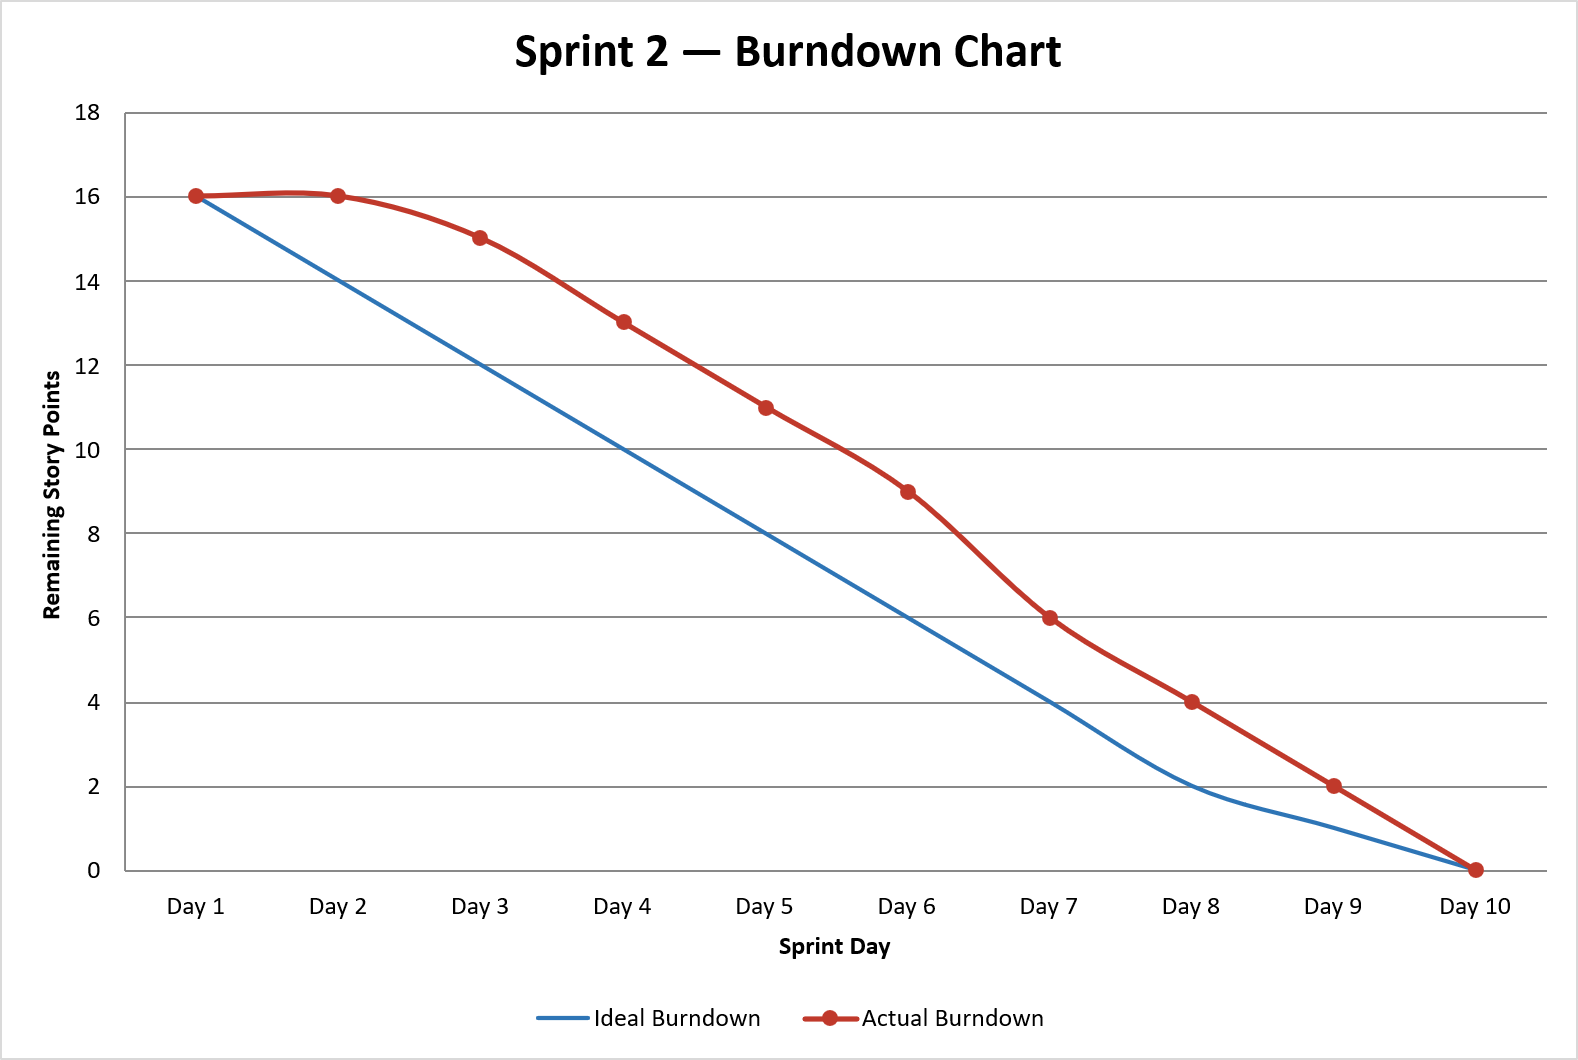 Sprint 2 — Burndown Chart
18
16
14
12
10
8
6
4
2
0
Remaining Story Points
Day 1 Day 2 Day 3 Day 4 Day 5 Day 6 Day 7 Day 8 Day 9 Day 10
Sprint Day
Ideal Burndown Actual Burndown